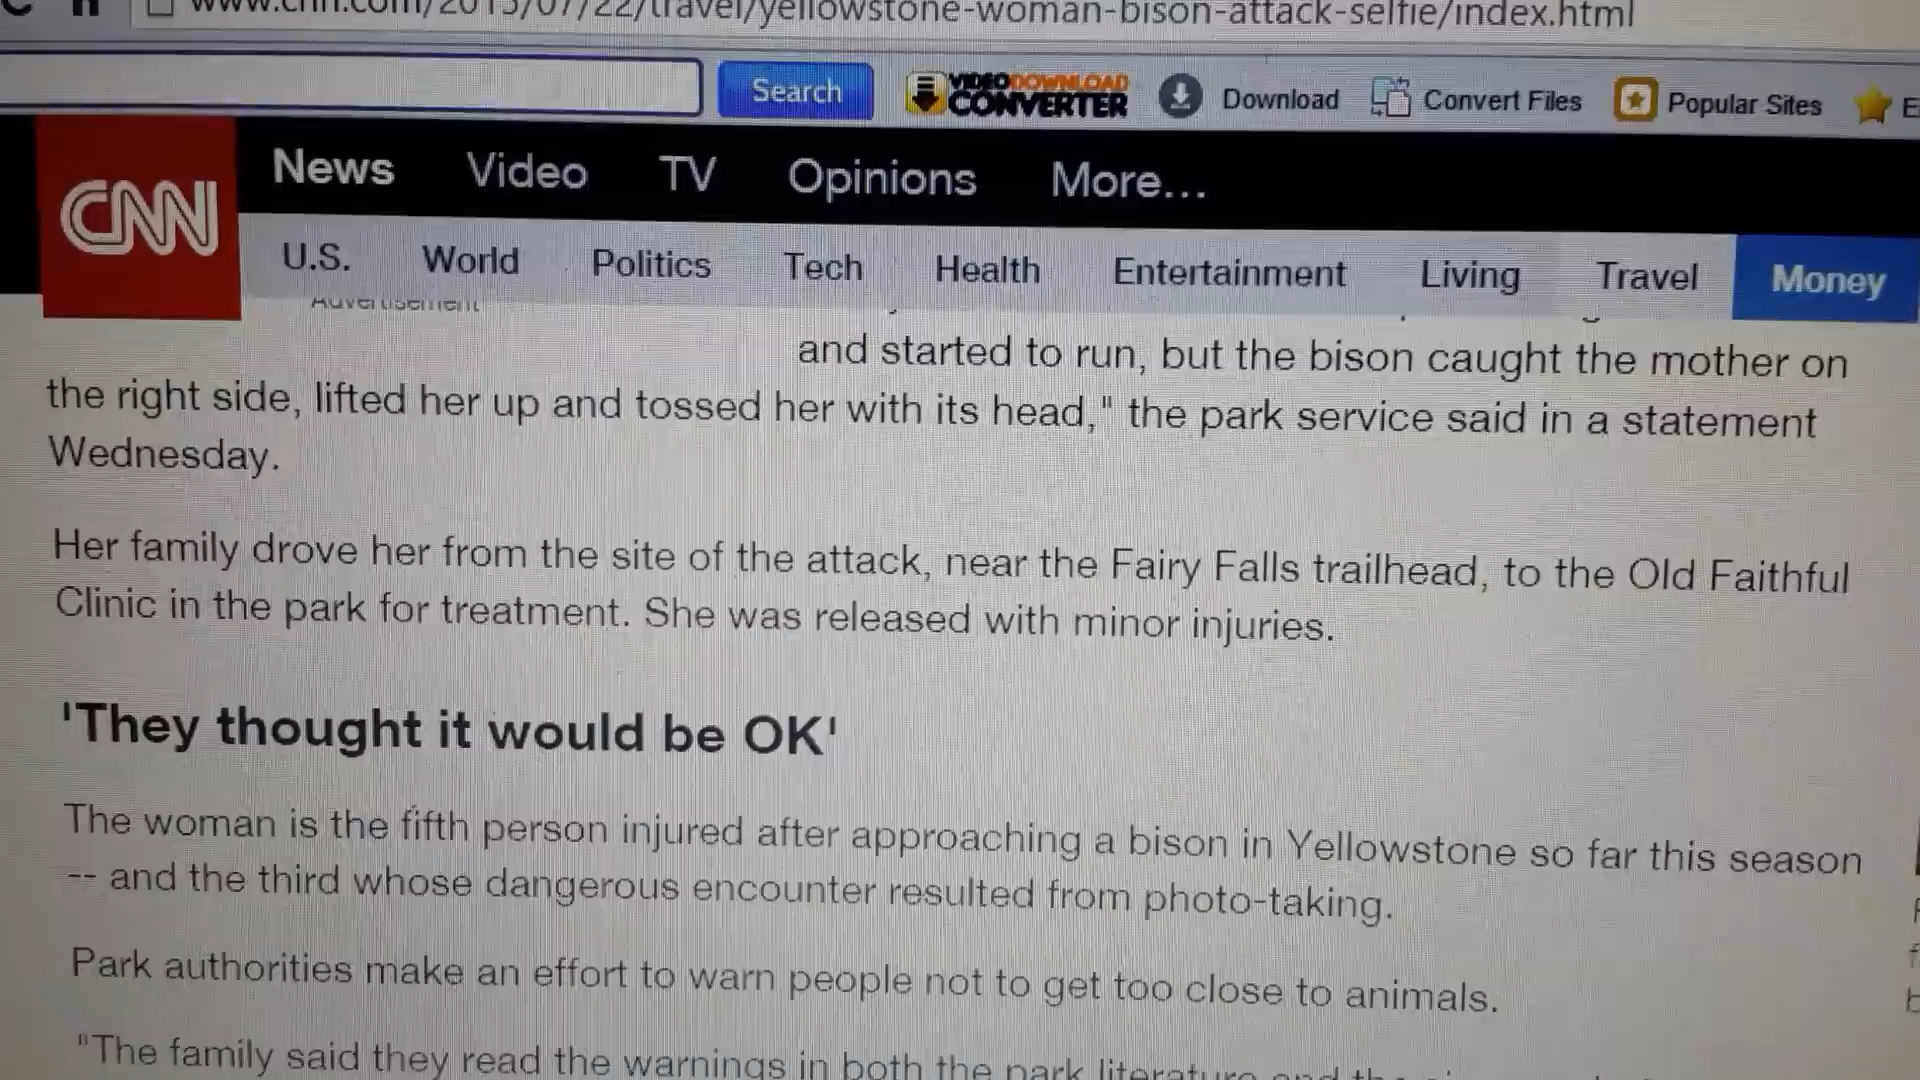 www.cnn.com/2015/07/22/travel/yellowstone-woman-bison-attack-selfie/index.html
Search VIDEO DOWNLOAD CONVERTER Download Convert Files Popular Sites
CNN News Video TV Opinions More...
U.S. World Politics Tech Health Entertainment Living Travel Money
Advertisement
and started to run, but the bison caught the mother on
the right side, lifted her up and tossed her with its head," the park service said in a statement
Wednesday.
Her family drove her from the site of the attack, near the Fairy Falls trailhead, to the Old Faithful
Clinic in the park for treatment. She was released with minor injuries.
'They thought it would be OK'
The woman is the fifth person injured after approaching a bison in Yellowstone so far this season
-- and the third whose dangerous encounter resulted from photo-taking.
Park authorities make an effort to warn people not to get too close to animals.
"The family said they read the warnings in both the park literature and the